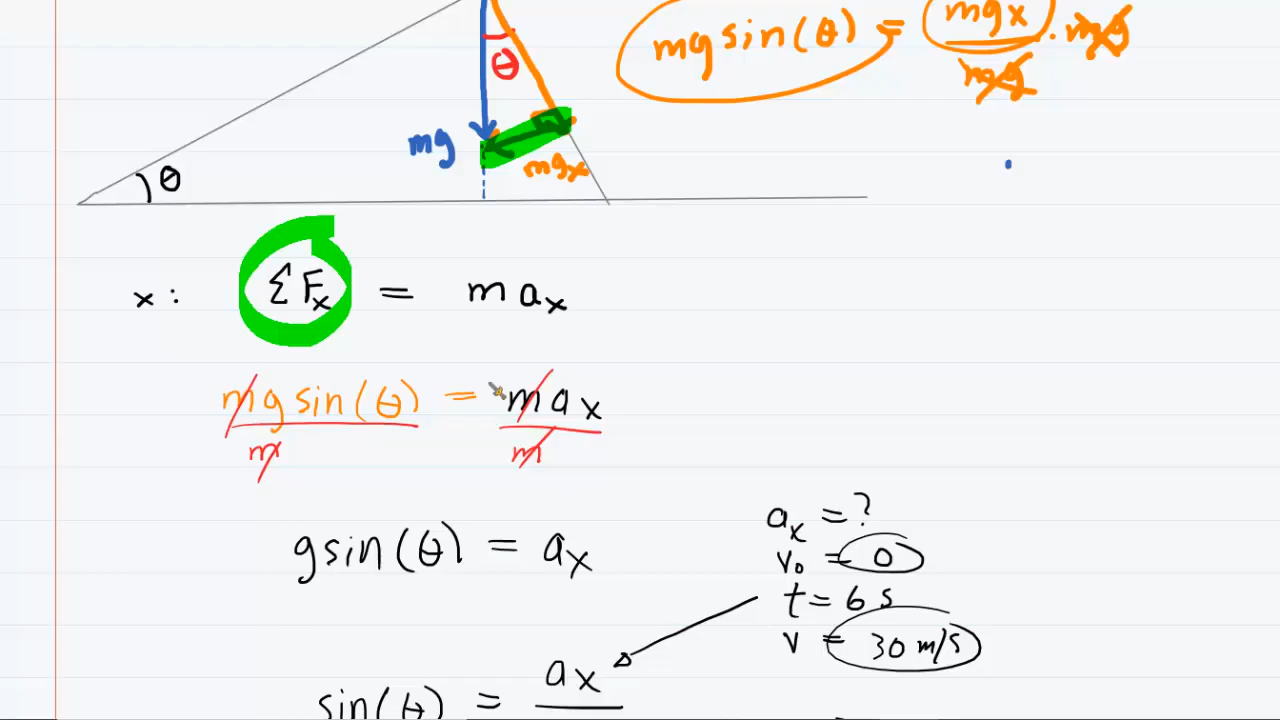 mg sin(θ) = mgx/mg · mg
θ
mg
mgx
θ
x: ΣFx = max
mg sin(θ)/m = max/m
g sin(θ) = ax
ax = ?
v0 = 0
t = 6 s
v = 30 m/s
sin(θ) = ax